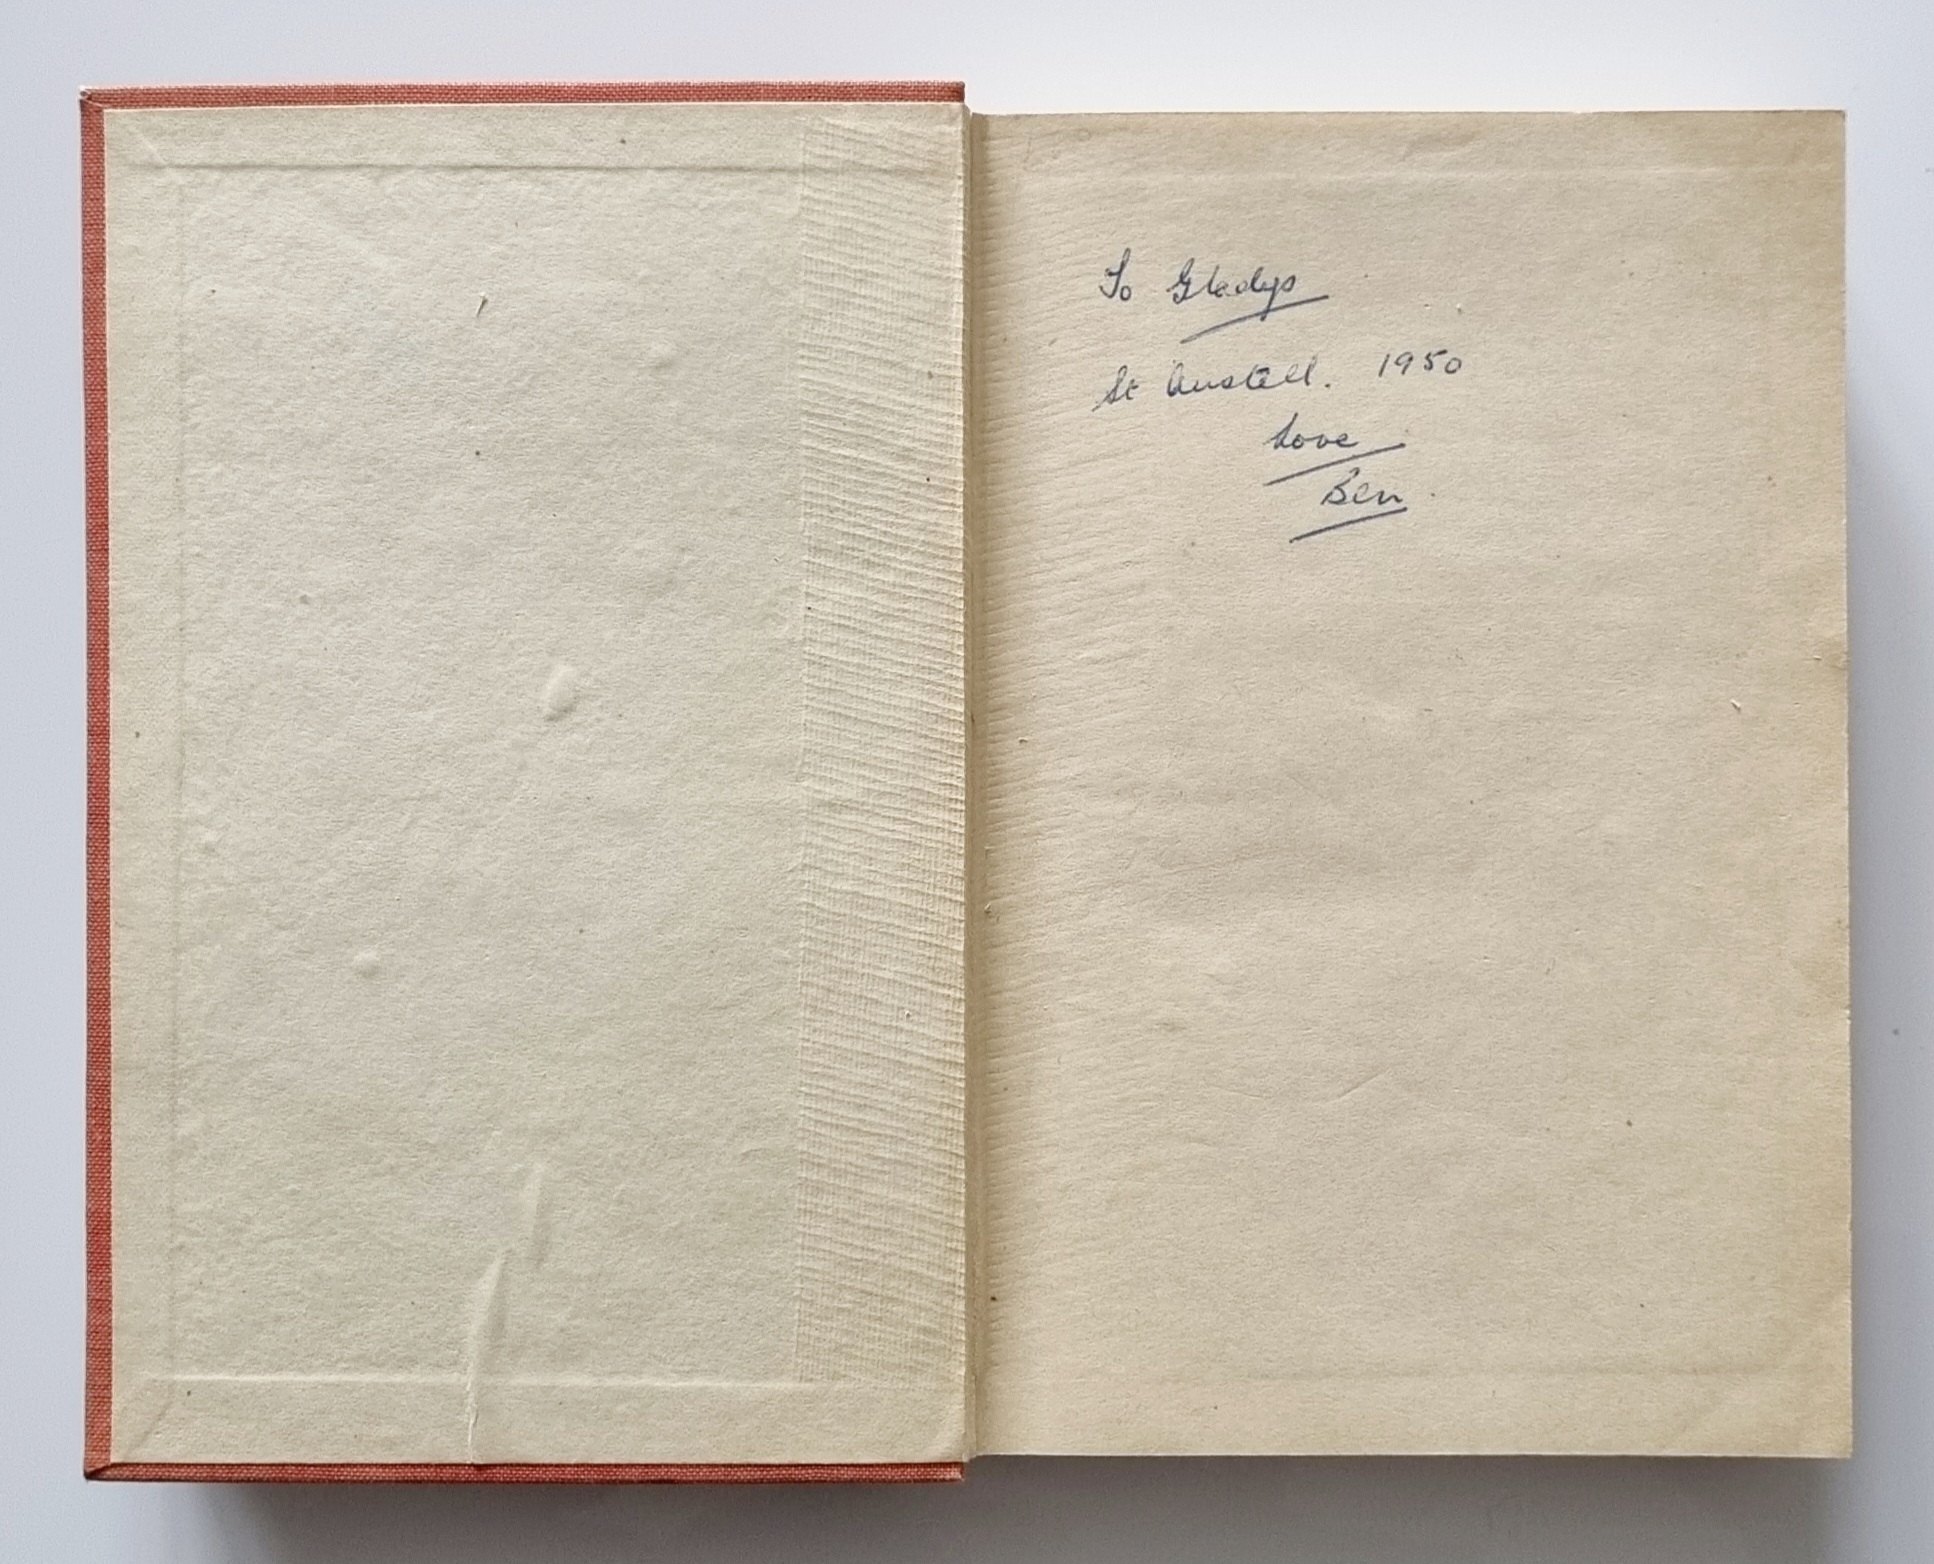 To Gladys
St Austell. 1950
Love
Ben.